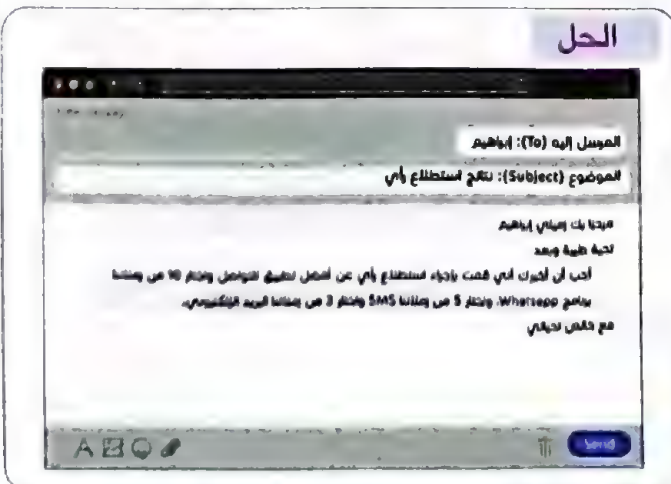 الحل
المرسل إليه (To): إبراهيم
الموضوع (Subject): نتائج استطلاع رأي
مرحبا بك زميلي إبراهيم
تحية طيبة وبعد
أحب أن أخبرك أني قمت بإجراء استطلاع رأي عن أفضل تطبيق للتواصل واختار 10 من زملائنا
برنامج Whatsapp، واختار 5 من زملائنا SMS واختار 3 من زملائنا البريد الإلكتروني.
مع خالص تحياتي
A
Send